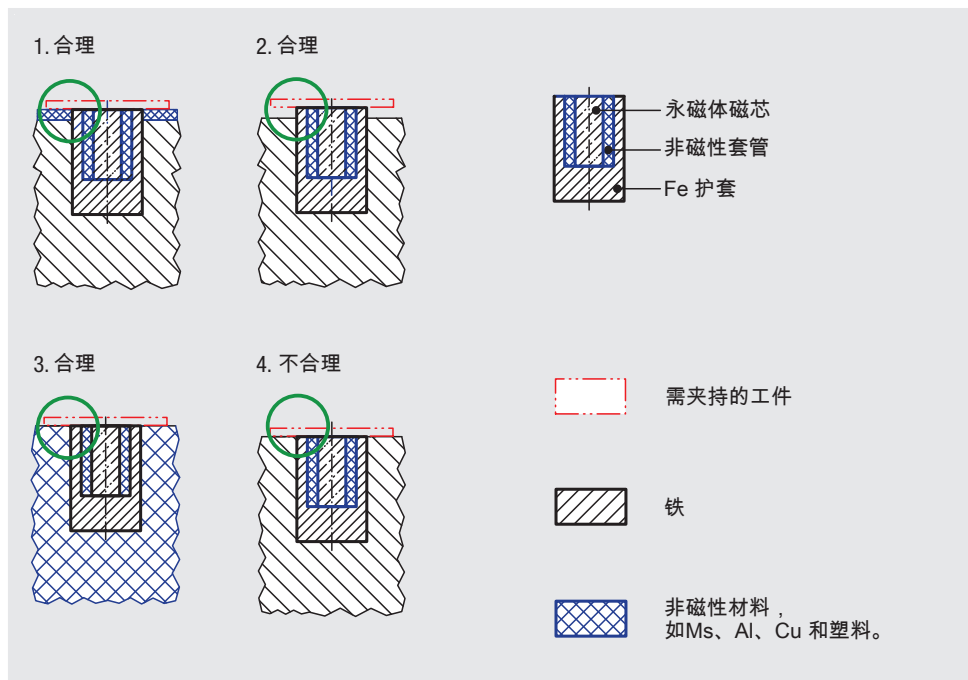 1. 合理
2. 合理
永磁体磁芯
非磁性套管
Fe 护套
3. 合理
4. 不合理
需夹持的工件
铁
非磁性材料，
如Ms、Al、Cu 和塑料。